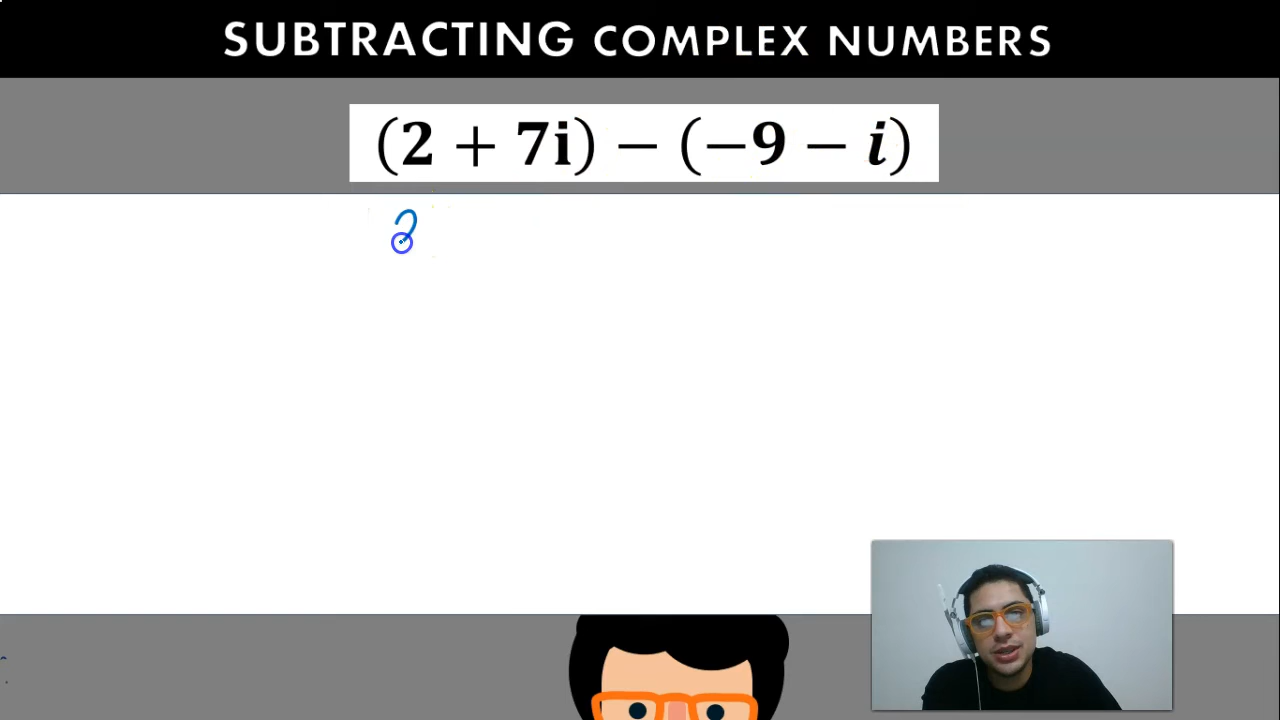 SUBTRACTING COMPLEX NUMBERS
(2 + 7i) − (−9 − i)
2